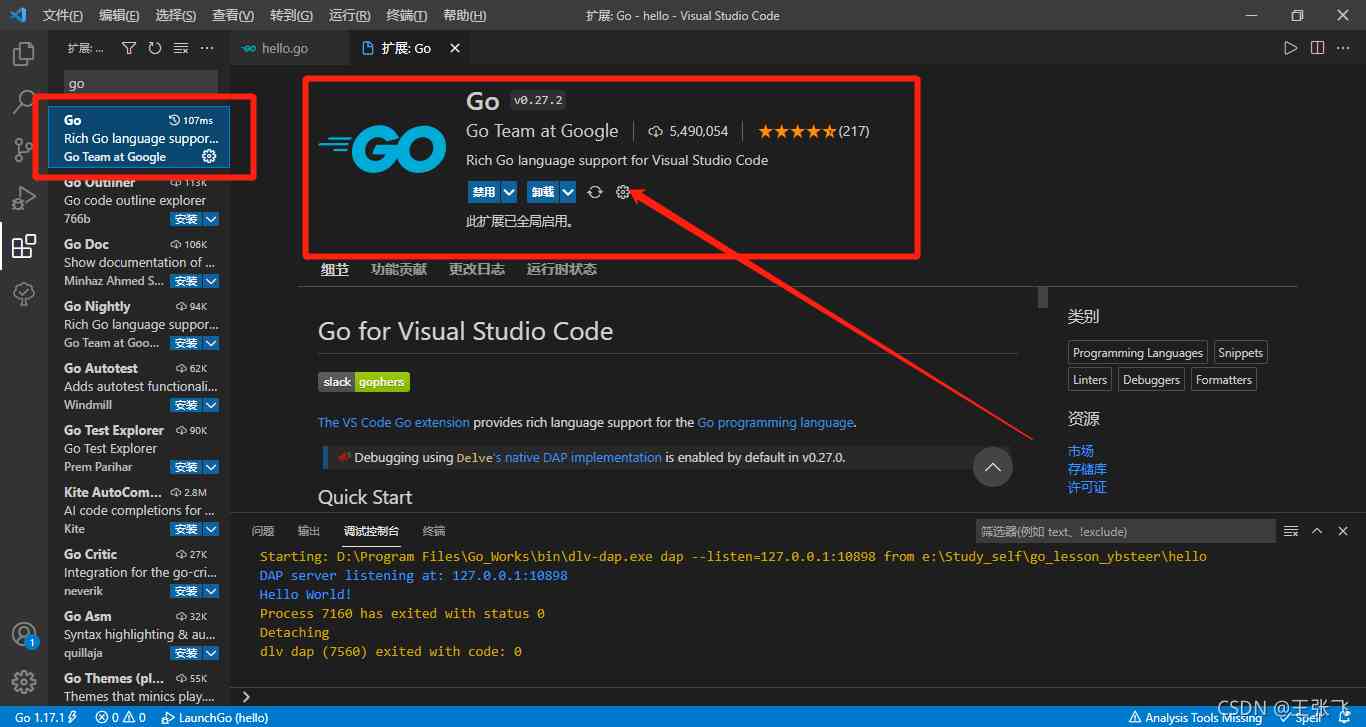 文件(F) 编辑(E) 选择(S) 查看(V) 转到(G) 运行(R) 终端(T) 帮助(H) 扩展: Go - hello - Visual Studio Code
扩展: ...
hello.go
扩展: Go
go
Go 107ms
Rich Go language suppor...
Go Team at Google
Go Outliner 113K
Go code outline explorer
766b 安装
Go Doc 106K
Show documentation of ...
Minhaz Ahmed S... 安装
Go Nightly 94K
Rich Go language suppor...
Go Team at Goo... 安装
Go Autotest 62K
Adds autotest functionali...
Windmill 安装
Go Test Explorer 90K
Go Test Explorer
Prem Parihar 安装
Kite AutoCom... 2.8M
AI code completions for ...
Kite 安装
Go Critic 27K
Integration for the go-cri...
neverik 安装
Go Asm 32K
Syntax highlighting & au...
quillaja 安装
Go Themes (pl... 55K
Themes that minics play....
GO
Go v0.27.2
Go Team at Google 5,490,054 (217)
Rich Go language support for Visual Studio Code
禁用 卸载
此扩展已全局启用。
细节 功能贡献 更改日志 运行时状态
Go for Visual Studio Code
slack gophers
The VS Code Go extension provides rich language support for the Go programming language.
Debugging using Delve's native DAP implementation is enabled by default in v0.27.0.
Quick Start
类别
Programming Languages Snippets
Linters Debuggers Formatters
资源
市场
存储库
许可证
问题 输出 调试控制台 终端 筛选器(例如 text、!exclude)
Starting: D:\Program Files\Go_Works\bin\dlv-dap.exe dap --listen=127.0.0.1:10898 from e:\Study_self\go_lesson_ybsteer\hello
DAP server listening at: 127.0.0.1:10898
Hello World!
Process 7160 has exited with status 0
Detaching
dlv dap (7560) exited with code: 0
1
Go 1.17.1 0 0 LaunchGo (hello) Analysis Tools Missing Spell
CSDN @王张飞